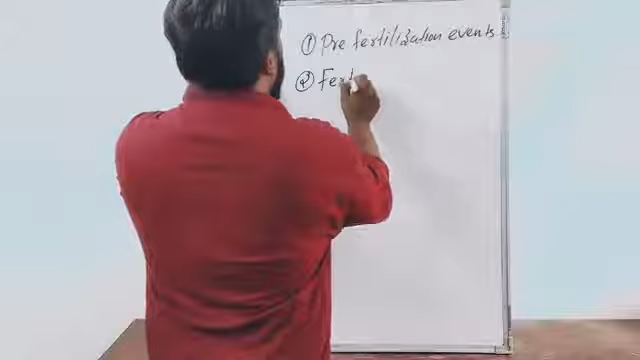 ① Pre fertilization events
② Fert